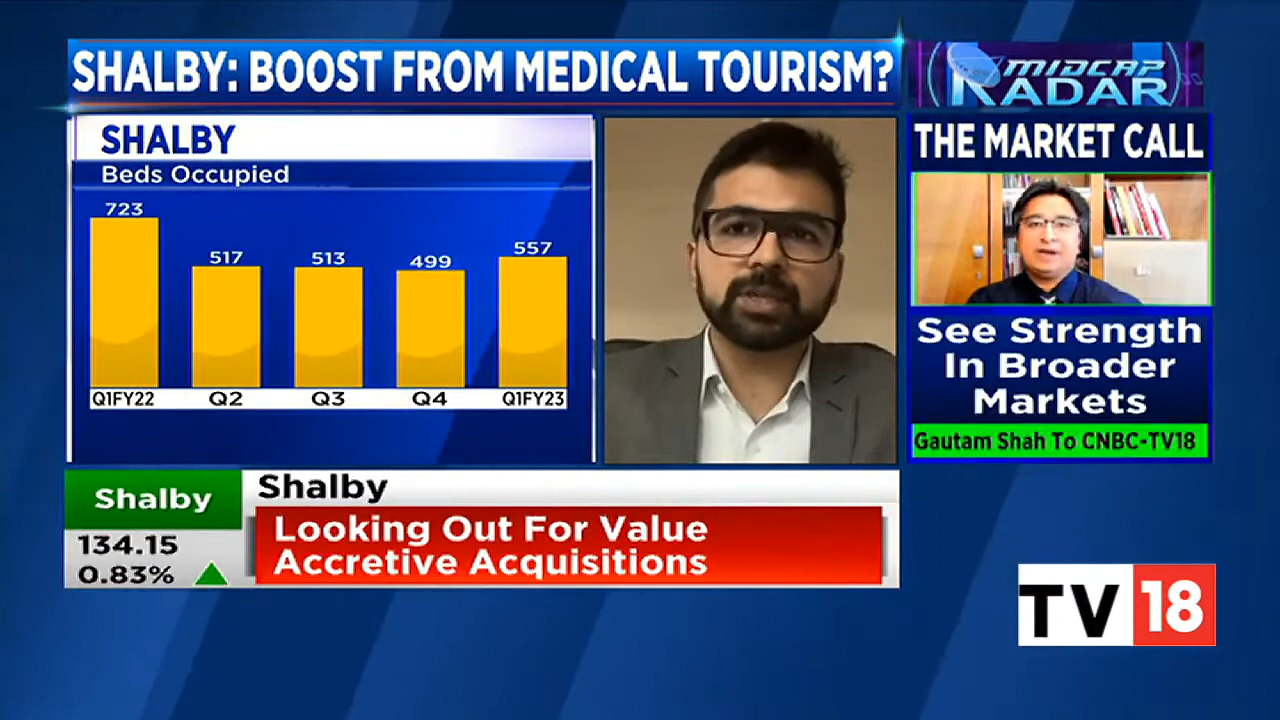 SHALBY: BOOST FROM MEDICAL TOURISM?
MIDCAP
RADAR
SHALBY
Beds Occupied
723
517
513
499
557
Q1FY22
Q2
Q3
Q4
Q1FY23
THE MARKET CALL
See Strength
In Broader
Markets
Gautam Shah To CNBC-TV18
Shalby
134.15
0.83%
Shalby
Looking Out For Value
Accretive Acquisitions
TV18